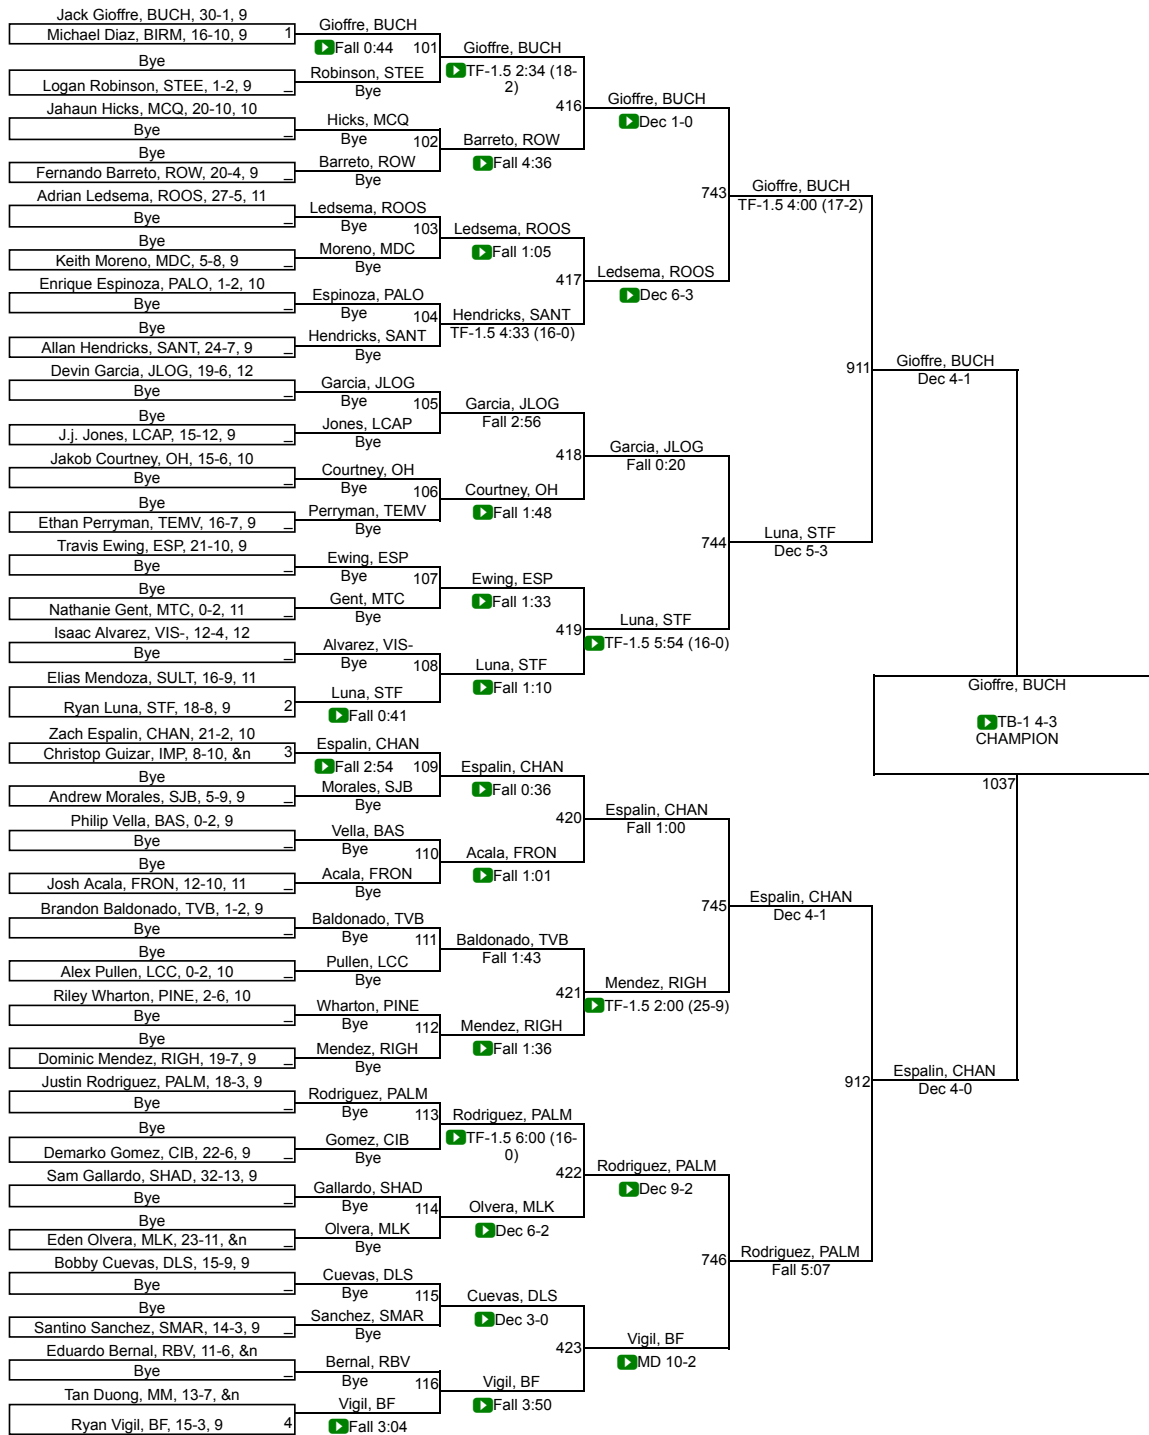 Jack Gioffre, BUCH, 30-1, 9
Michael Diaz, BIRM, 16-10, 9 1
Bye
Logan Robinson, STEE, 1-2, 9 _
Jahaun Hicks, MCQ, 20-10, 10
Bye _
Bye
Fernando Barreto, ROW, 20-4, 9 _
Adrian Ledsema, ROOS, 27-5, 11
Bye _
Bye
Keith Moreno, MDC, 5-8, 9 _
Enrique Espinoza, PALO, 1-2, 10
Bye _
Bye
Allan Hendricks, SANT, 24-7, 9 _
Devin Garcia, JLOG, 19-6, 12
Bye _
Bye
J.j. Jones, LCAP, 15-12, 9 _
Jakob Courtney, OH, 15-6, 10
Bye _
Bye
Ethan Perryman, TEMV, 16-7, 9 _
Travis Ewing, ESP, 21-10, 9
Bye _
Bye
Nathanie Gent, MTC, 0-2, 11 _
Isaac Alvarez, VIS-, 12-4, 12
Bye _
Elias Mendoza, SULT, 16-9, 11
Ryan Luna, STF, 18-8, 9 2
Zach Espalin, CHAN, 21-2, 10
Christop Guizar, IMP, 8-10, &n 3
Bye
Andrew Morales, SJB, 5-9, 9 _
Philip Vella, BAS, 0-2, 9
Bye _
Bye
Josh Acala, FRON, 12-10, 11 _
Brandon Baldonado, TVB, 1-2, 9
Bye _
Bye
Alex Pullen, LCC, 0-2, 10 _
Riley Wharton, PINE, 2-6, 10
Bye _
Bye
Dominic Mendez, RIGH, 19-7, 9 _
Justin Rodriguez, PALM, 18-3, 9
Bye _
Bye
Demarko Gomez, CIB, 22-6, 9 _
Sam Gallardo, SHAD, 32-13, 9
Bye _
Bye
Eden Olvera, MLK, 23-11, &n _
Bobby Cuevas, DLS, 15-9, 9
Bye _
Bye
Santino Sanchez, SMAR, 14-3, 9 _
Eduardo Bernal, RBV, 11-6, &n
Bye _
Tan Duong, MM, 13-7, &n
Ryan Vigil, BF, 15-3, 9 4
Gioffre, BUCH
Fall 0:44 101
Robinson, STEE
Bye
Hicks, MCQ
Bye 102
Barreto, ROW
Bye
Ledsema, ROOS
Bye 103
Moreno, MDC
Bye
Espinoza, PALO
Bye 104
Hendricks, SANT
Bye
Garcia, JLOG
Bye 105
Jones, LCAP
Bye
Courtney, OH
Bye 106
Perryman, TEMV
Bye
Ewing, ESP
Bye 107
Gent, MTC
Bye
Alvarez, VIS-
Bye 108
Luna, STF
Fall 0:41
Espalin, CHAN
Fall 2:54 109
Morales, SJB
Bye
Vella, BAS
Bye 110
Acala, FRON
Bye
Baldonado, TVB
Bye 111
Pullen, LCC
Bye
Wharton, PINE
Bye 112
Mendez, RIGH
Bye
Rodriguez, PALM
Bye 113
Gomez, CIB
Bye
Gallardo, SHAD
Bye 114
Olvera, MLK
Bye
Cuevas, DLS
Bye 115
Sanchez, SMAR
Bye
Bernal, RBV
Bye 116
Vigil, BF
Fall 3:04
Gioffre, BUCH
TF-1.5 2:34 (18-
2)
416
Barreto, ROW
Fall 4:36
Ledsema, ROOS
Fall 1:05
417
Hendricks, SANT
TF-1.5 4:33 (16-0)
Garcia, JLOG
Fall 2:56
418
Courtney, OH
Fall 1:48
Ewing, ESP
Fall 1:33
419
Luna, STF
Fall 1:10
Espalin, CHAN
Fall 0:36
420
Acala, FRON
Fall 1:01
Baldonado, TVB
Fall 1:43
421
Mendez, RIGH
Fall 1:36
Rodriguez, PALM
TF-1.5 6:00 (16-
0)
422
Olvera, MLK
Dec 6-2
Cuevas, DLS
Dec 3-0
423
Vigil, BF
Fall 3:50
Gioffre, BUCH
Dec 1-0
743
Ledsema, ROOS
Dec 6-3
Garcia, JLOG
Fall 0:20
744
Luna, STF
TF-1.5 5:54 (16-0)
Espalin, CHAN
Fall 1:00
745
Mendez, RIGH
TF-1.5 2:00 (25-9)
Rodriguez, PALM
Dec 9-2
746
Vigil, BF
MD 10-2
Gioffre, BUCH
TF-1.5 4:00 (17-2)
911
Luna, STF
Dec 5-3
Espalin, CHAN
Dec 4-1
912
Rodriguez, PALM
Fall 5:07
Gioffre, BUCH
Dec 4-1
Espalin, CHAN
Dec 4-0
Gioffre, BUCH
TB-1 4-3
CHAMPION
1037